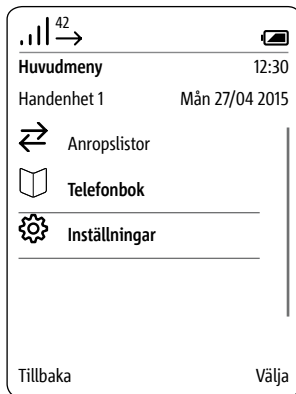 42
Huvudmeny 12:30
Handenhet 1 Mån 27/04 2015
Anropslistor
Telefonbok
Inställningar
Tillbaka Välja